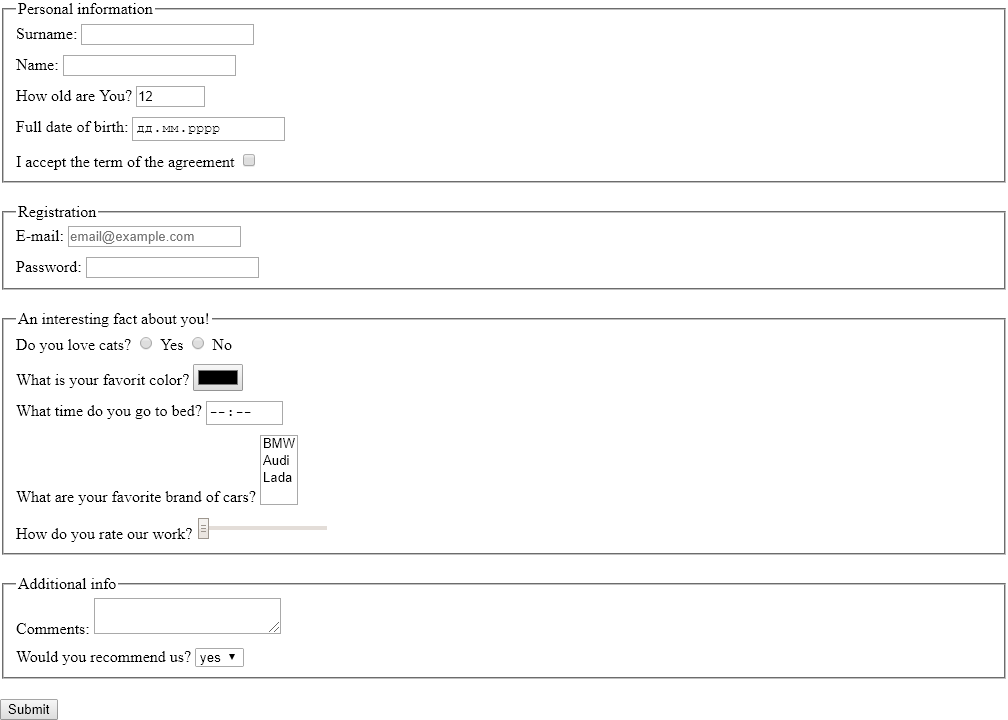 Personal information
Surname:
Name:
How old are You? 12
Full date of birth: дд.мм.рррр
I accept the term of the agreement
Registration
E-mail: email@example.com
Password:
An interesting fact about you!
Do you love cats? Yes No
What is your favorit color?
What time do you go to bed? --:--
BMW
Audi
Lada
What are your favorite brand of cars?
How do you rate our work?
Additional info
Comments:
Would you recommend us? yes
Submit